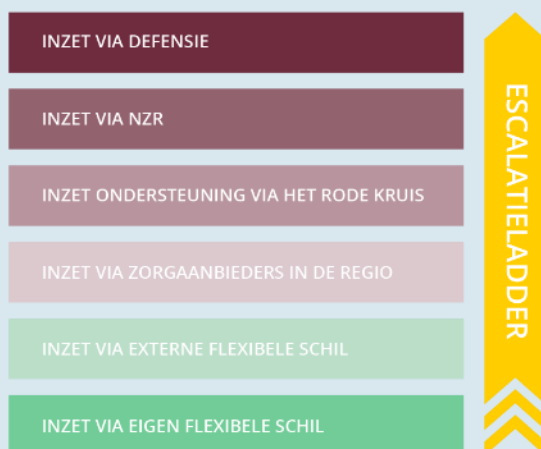 INZET VIA DEFENSIE
INZET VIA NZR
INZET ONDERSTEUNING VIA HET RODE KRUIS
INZET VIA ZORGAANBIEDERS IN DE REGIO
INZET VIA EXTERNE FLEXIBELE SCHIL
INZET VIA EIGEN FLEXIBELE SCHIL
ESCALATIELADDER